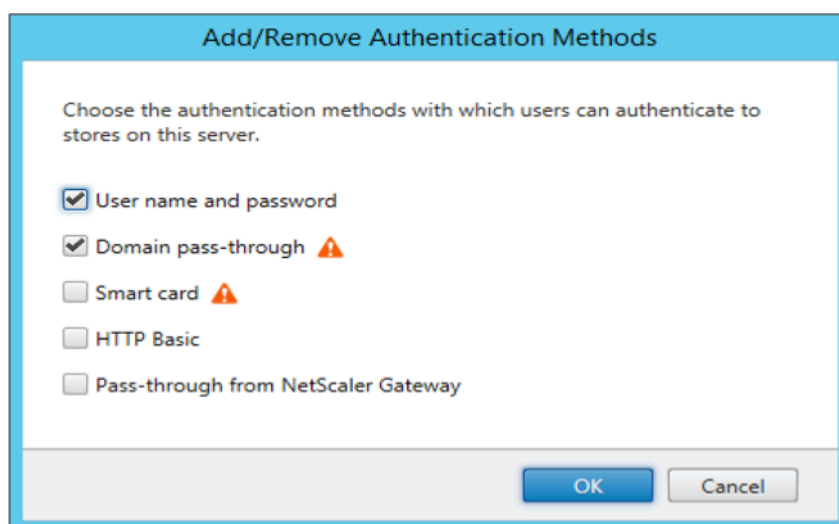 Add/Remove Authentication Methods
Choose the authentication methods with which users can authenticate to
stores on this server.
User name and password
Domain pass-through
Smart card
HTTP Basic
Pass-through from NetScaler Gateway
OK Cancel